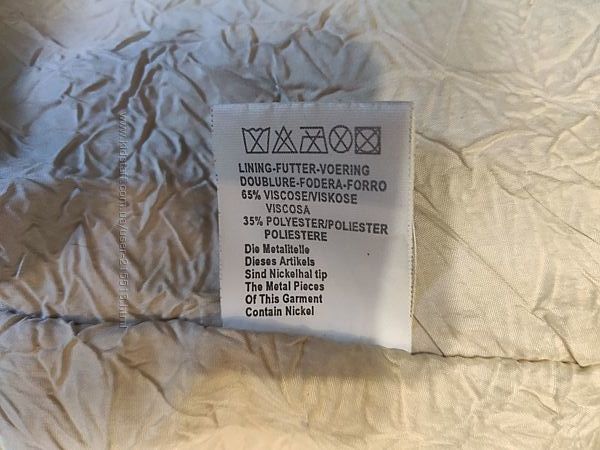 LINING-FUTTER-VOERING
DOUBLURE-FODERA-FORRO
65% VISCOSE/VISKOSE
VISCOSA
35% POLYESTER/POLIESTER
POLIESTERE
Die Metalitelle
Dieses Artikels
Sind Nickelhal tip
The Metal Pieces
Of This Garment
Contain Nickel